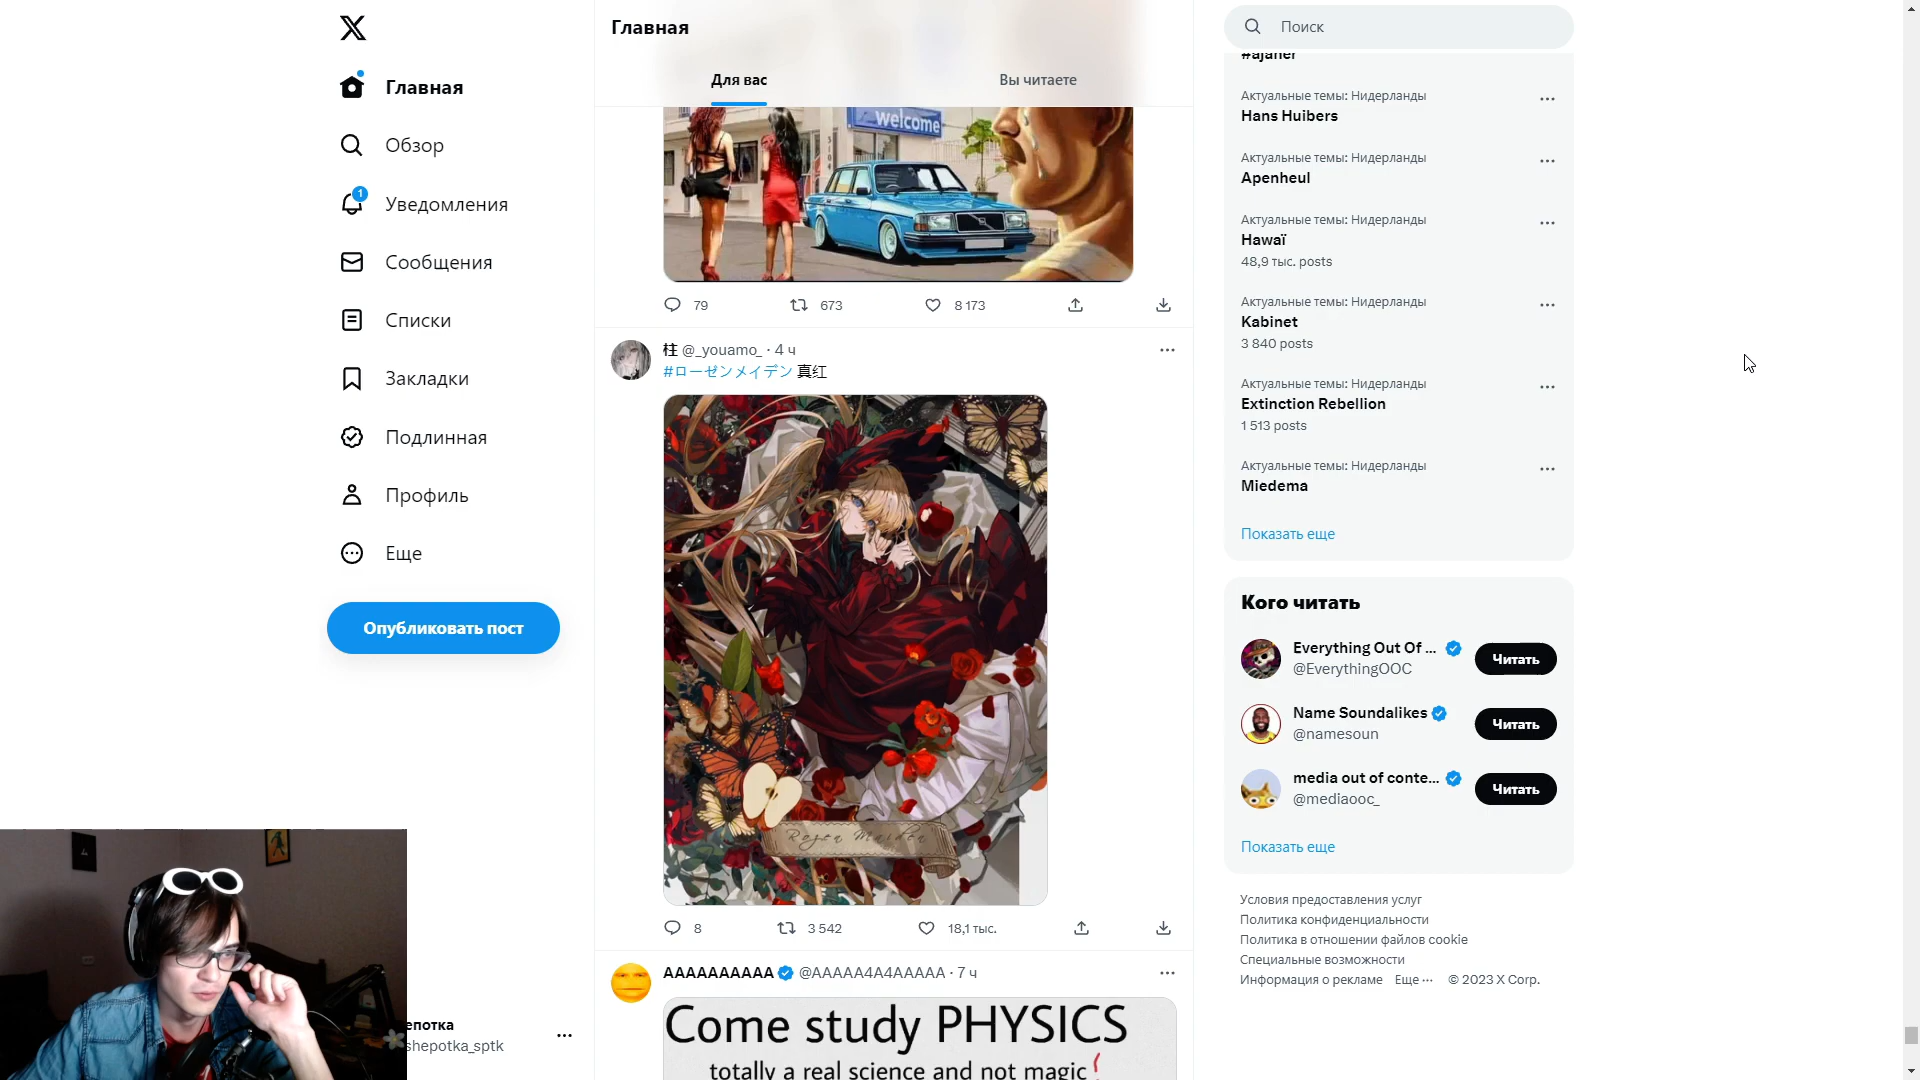 Главная
Обзор
1
Уведомления
Сообщения
Списки
Закладки
Подлинная
Профиль
Еще
Опубликовать пост
епотка
shepotka_sptk
Главная
Для вас
Вы читаете
welcome
79
673
8 173
柱 @_youamo_ · 4 ч
#ローゼンメイデン 真红
Rozen Maiden
8
3 542
18,1 тыс.
AAAAAAAAAA @AAAAA4A4AAAAA · 7 ч
Come study PHYSICS
totally a real science and not magic
Поиск
#ajaher
Актуальные темы: Нидерланды
Hans Huibers
Актуальные темы: Нидерланды
Apenheul
Актуальные темы: Нидерланды
Hawaï
48,9 тыс. posts
Актуальные темы: Нидерланды
Kabinet
3 840 posts
Актуальные темы: Нидерланды
Extinction Rebellion
1 513 posts
Актуальные темы: Нидерланды
Miedema
Показать еще
Кого читать
Everything Out Of ...
@EverythingOOC
Читать
Name Soundalikes
@namesoun
Читать
media out of conte...
@mediaooc_
Читать
Показать еще
Условия предоставления услуг
Политика конфиденциальности
Политика в отношении файлов cookie
Специальные возможности
Информация о рекламе Еще ··· © 2023 X Corp.